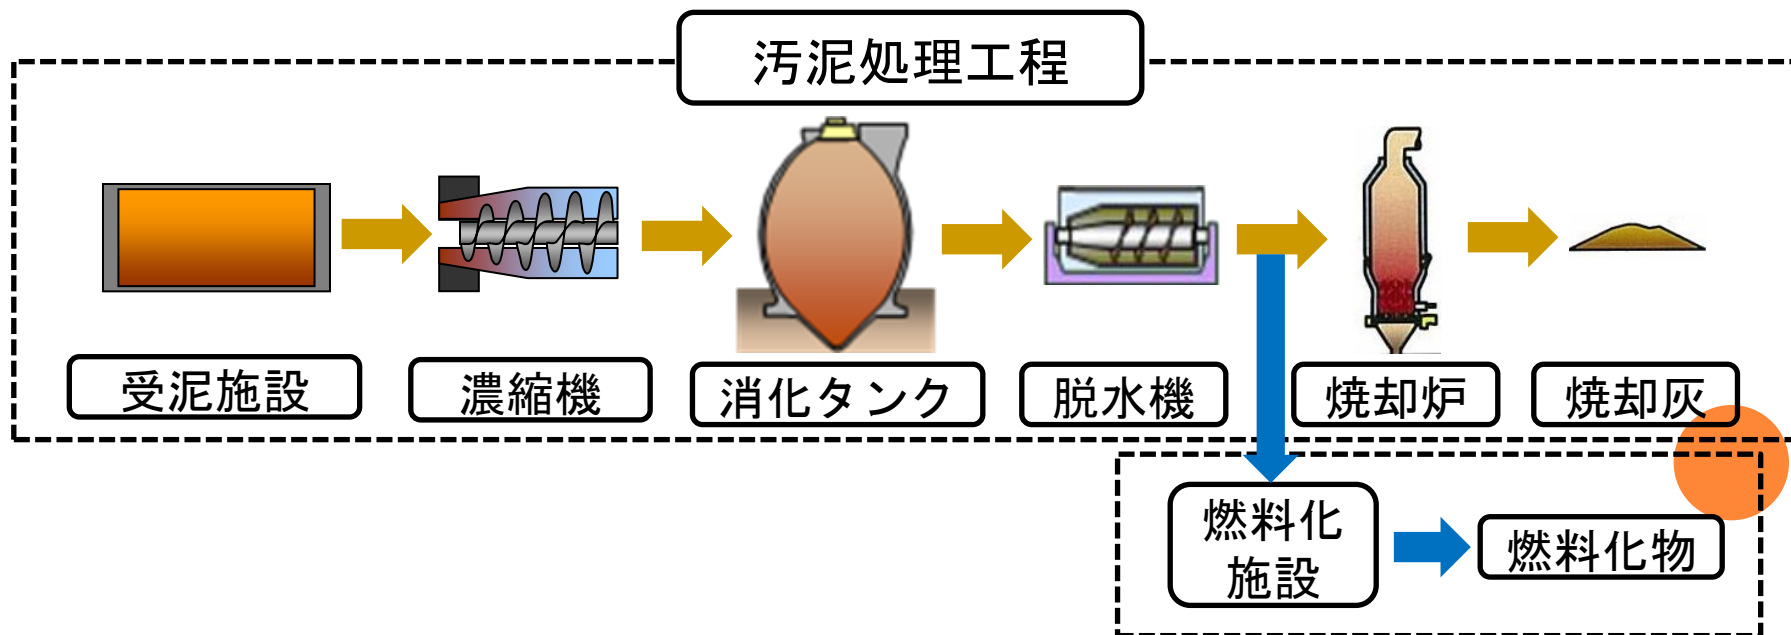 汚泥処理工程
受泥施設
濃縮機
消化タンク
脱水機
焼却炉
焼却灰
燃料化
施設
燃料化物